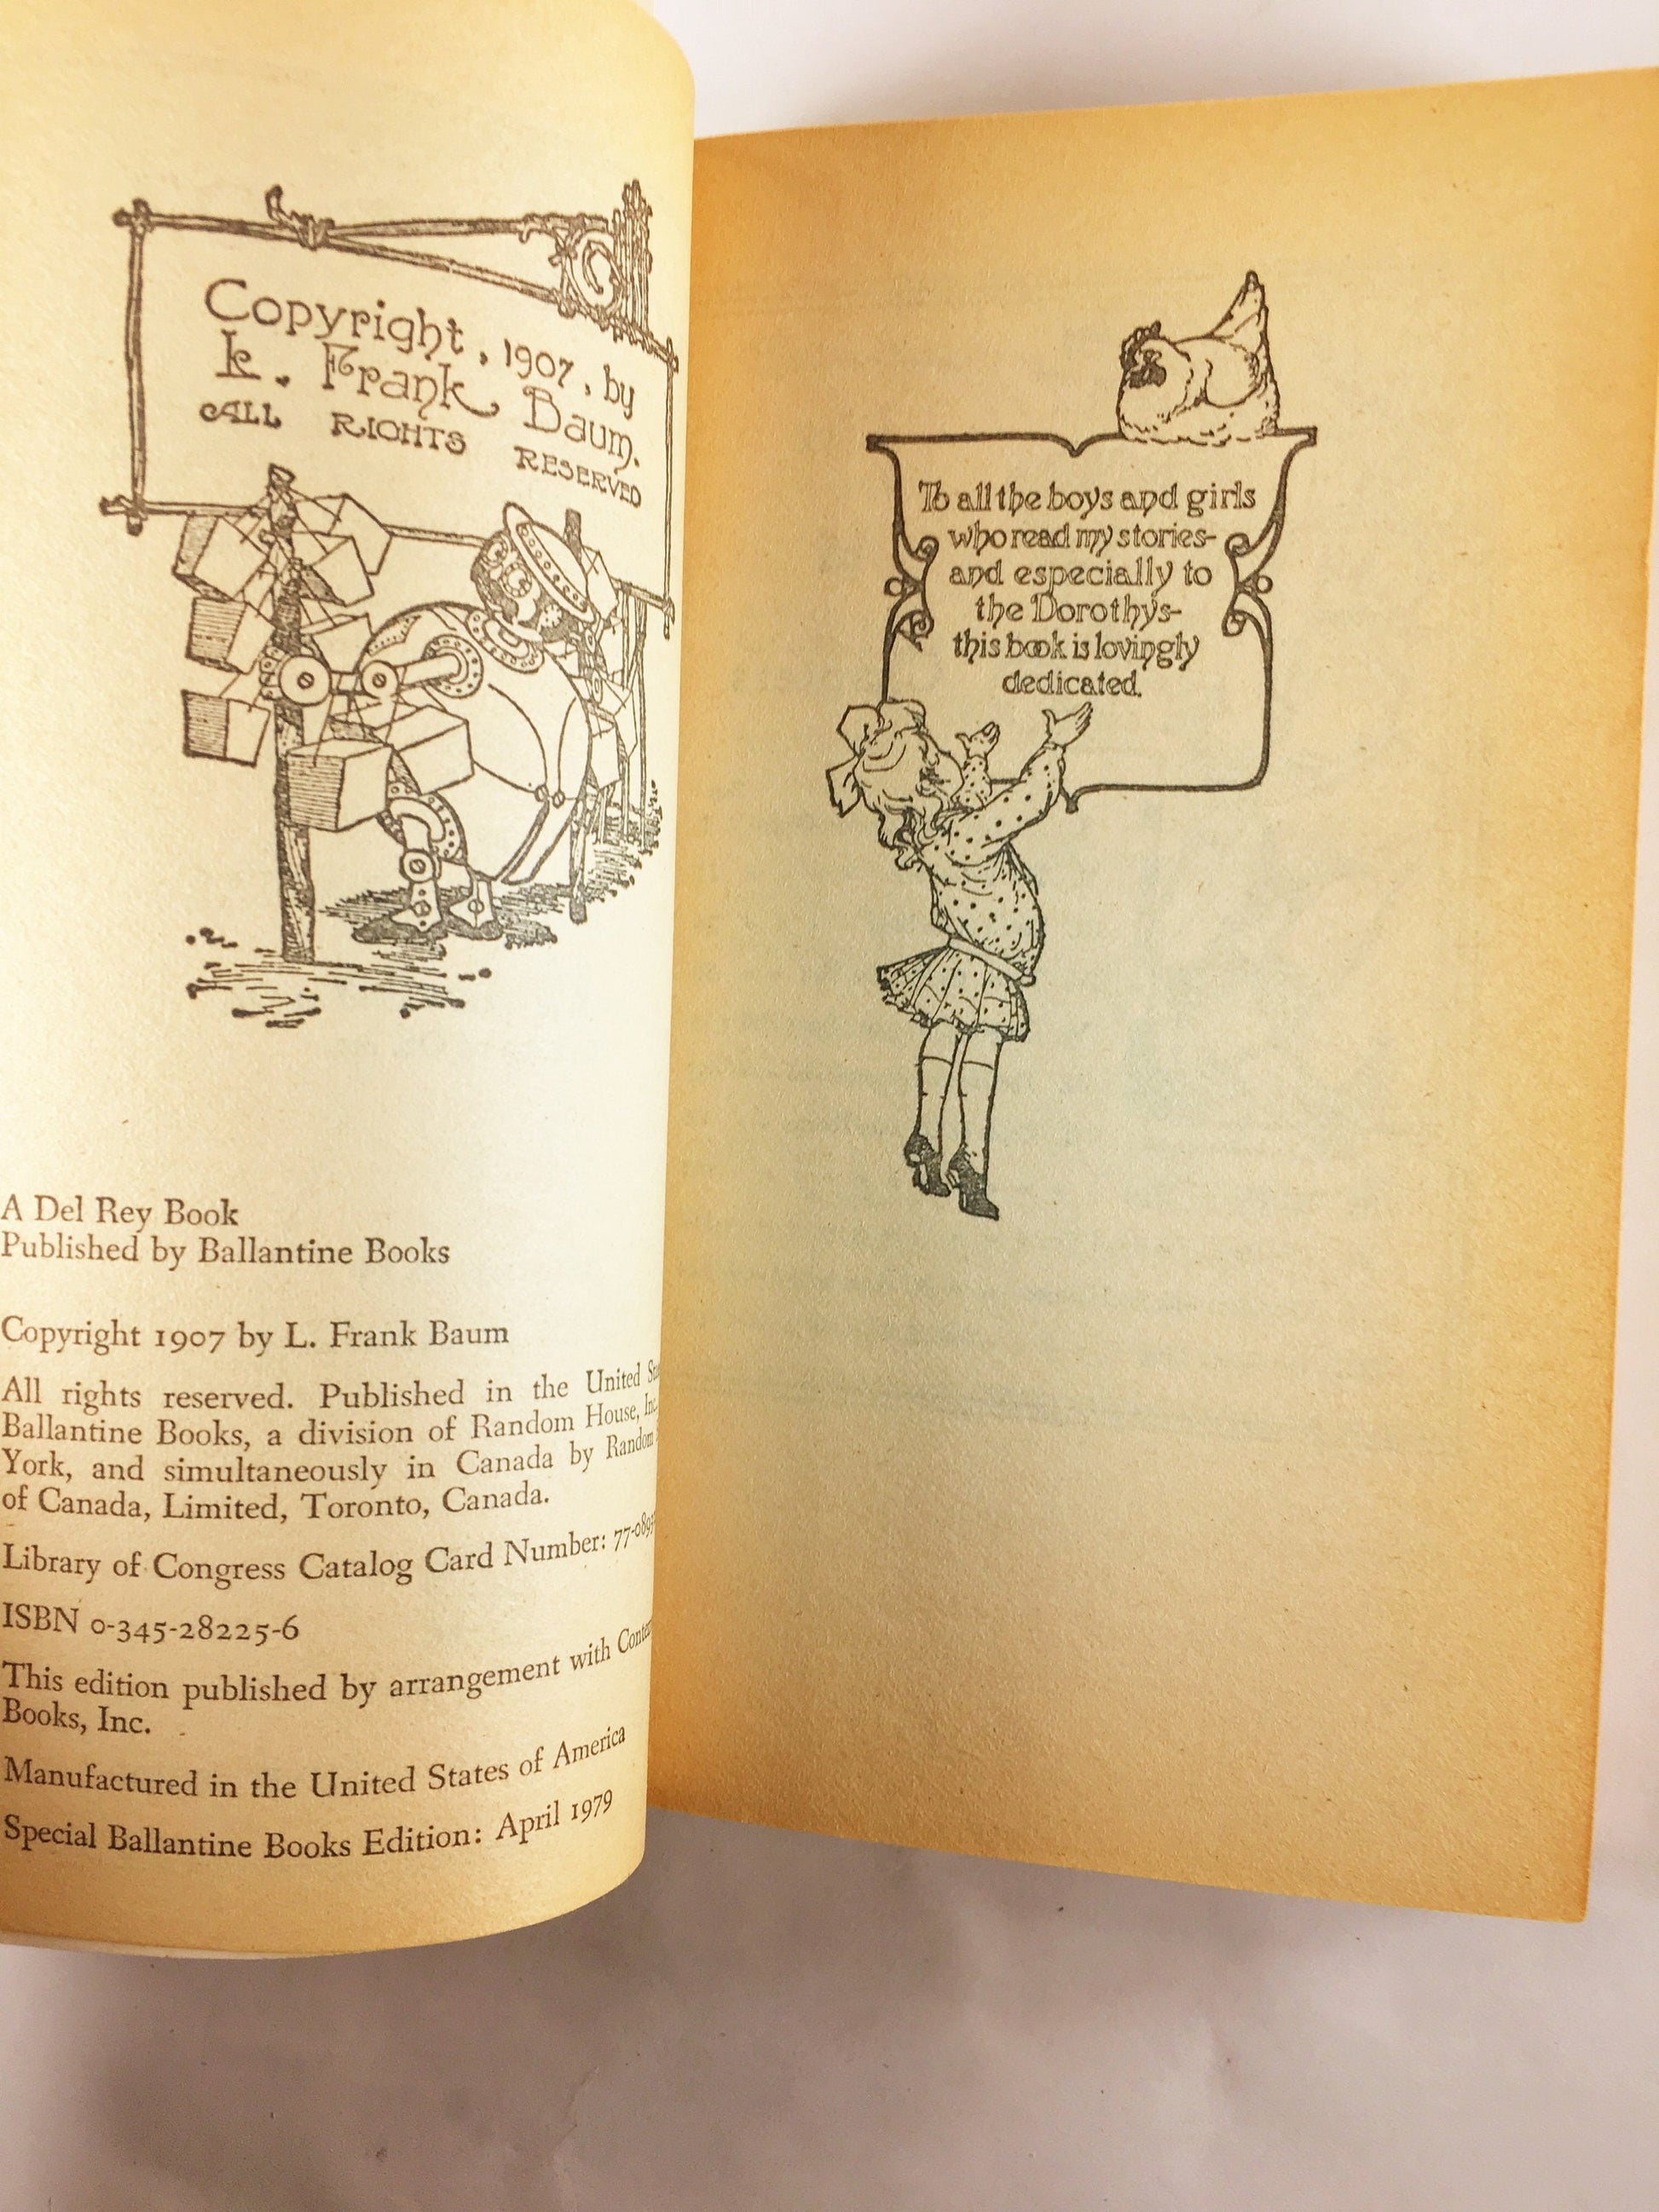 Copyright, 1907, by
L. Frank Baum.
ALL RIGHTS RESERVED
A Del Rey Book
Published by Ballantine Books
Copyright 1907 by L. Frank Baum
All rights reserved. Published in the United
Ballantine Books, a division of Random House, Inc.
York, and simultaneously in Canada by Random
of Canada, Limited, Toronto, Canada.
Library of Congress Catalog Card Number:
ISBN 0-345-28225-6
This edition published by arrangement with
Books, Inc.
Manufactured in the United States of America
Special Ballantine Books Edition: April 1979
To all the boys and girls
who read my stories-
and especially to
the Dorothys-
this book is lovingly
dedicated.